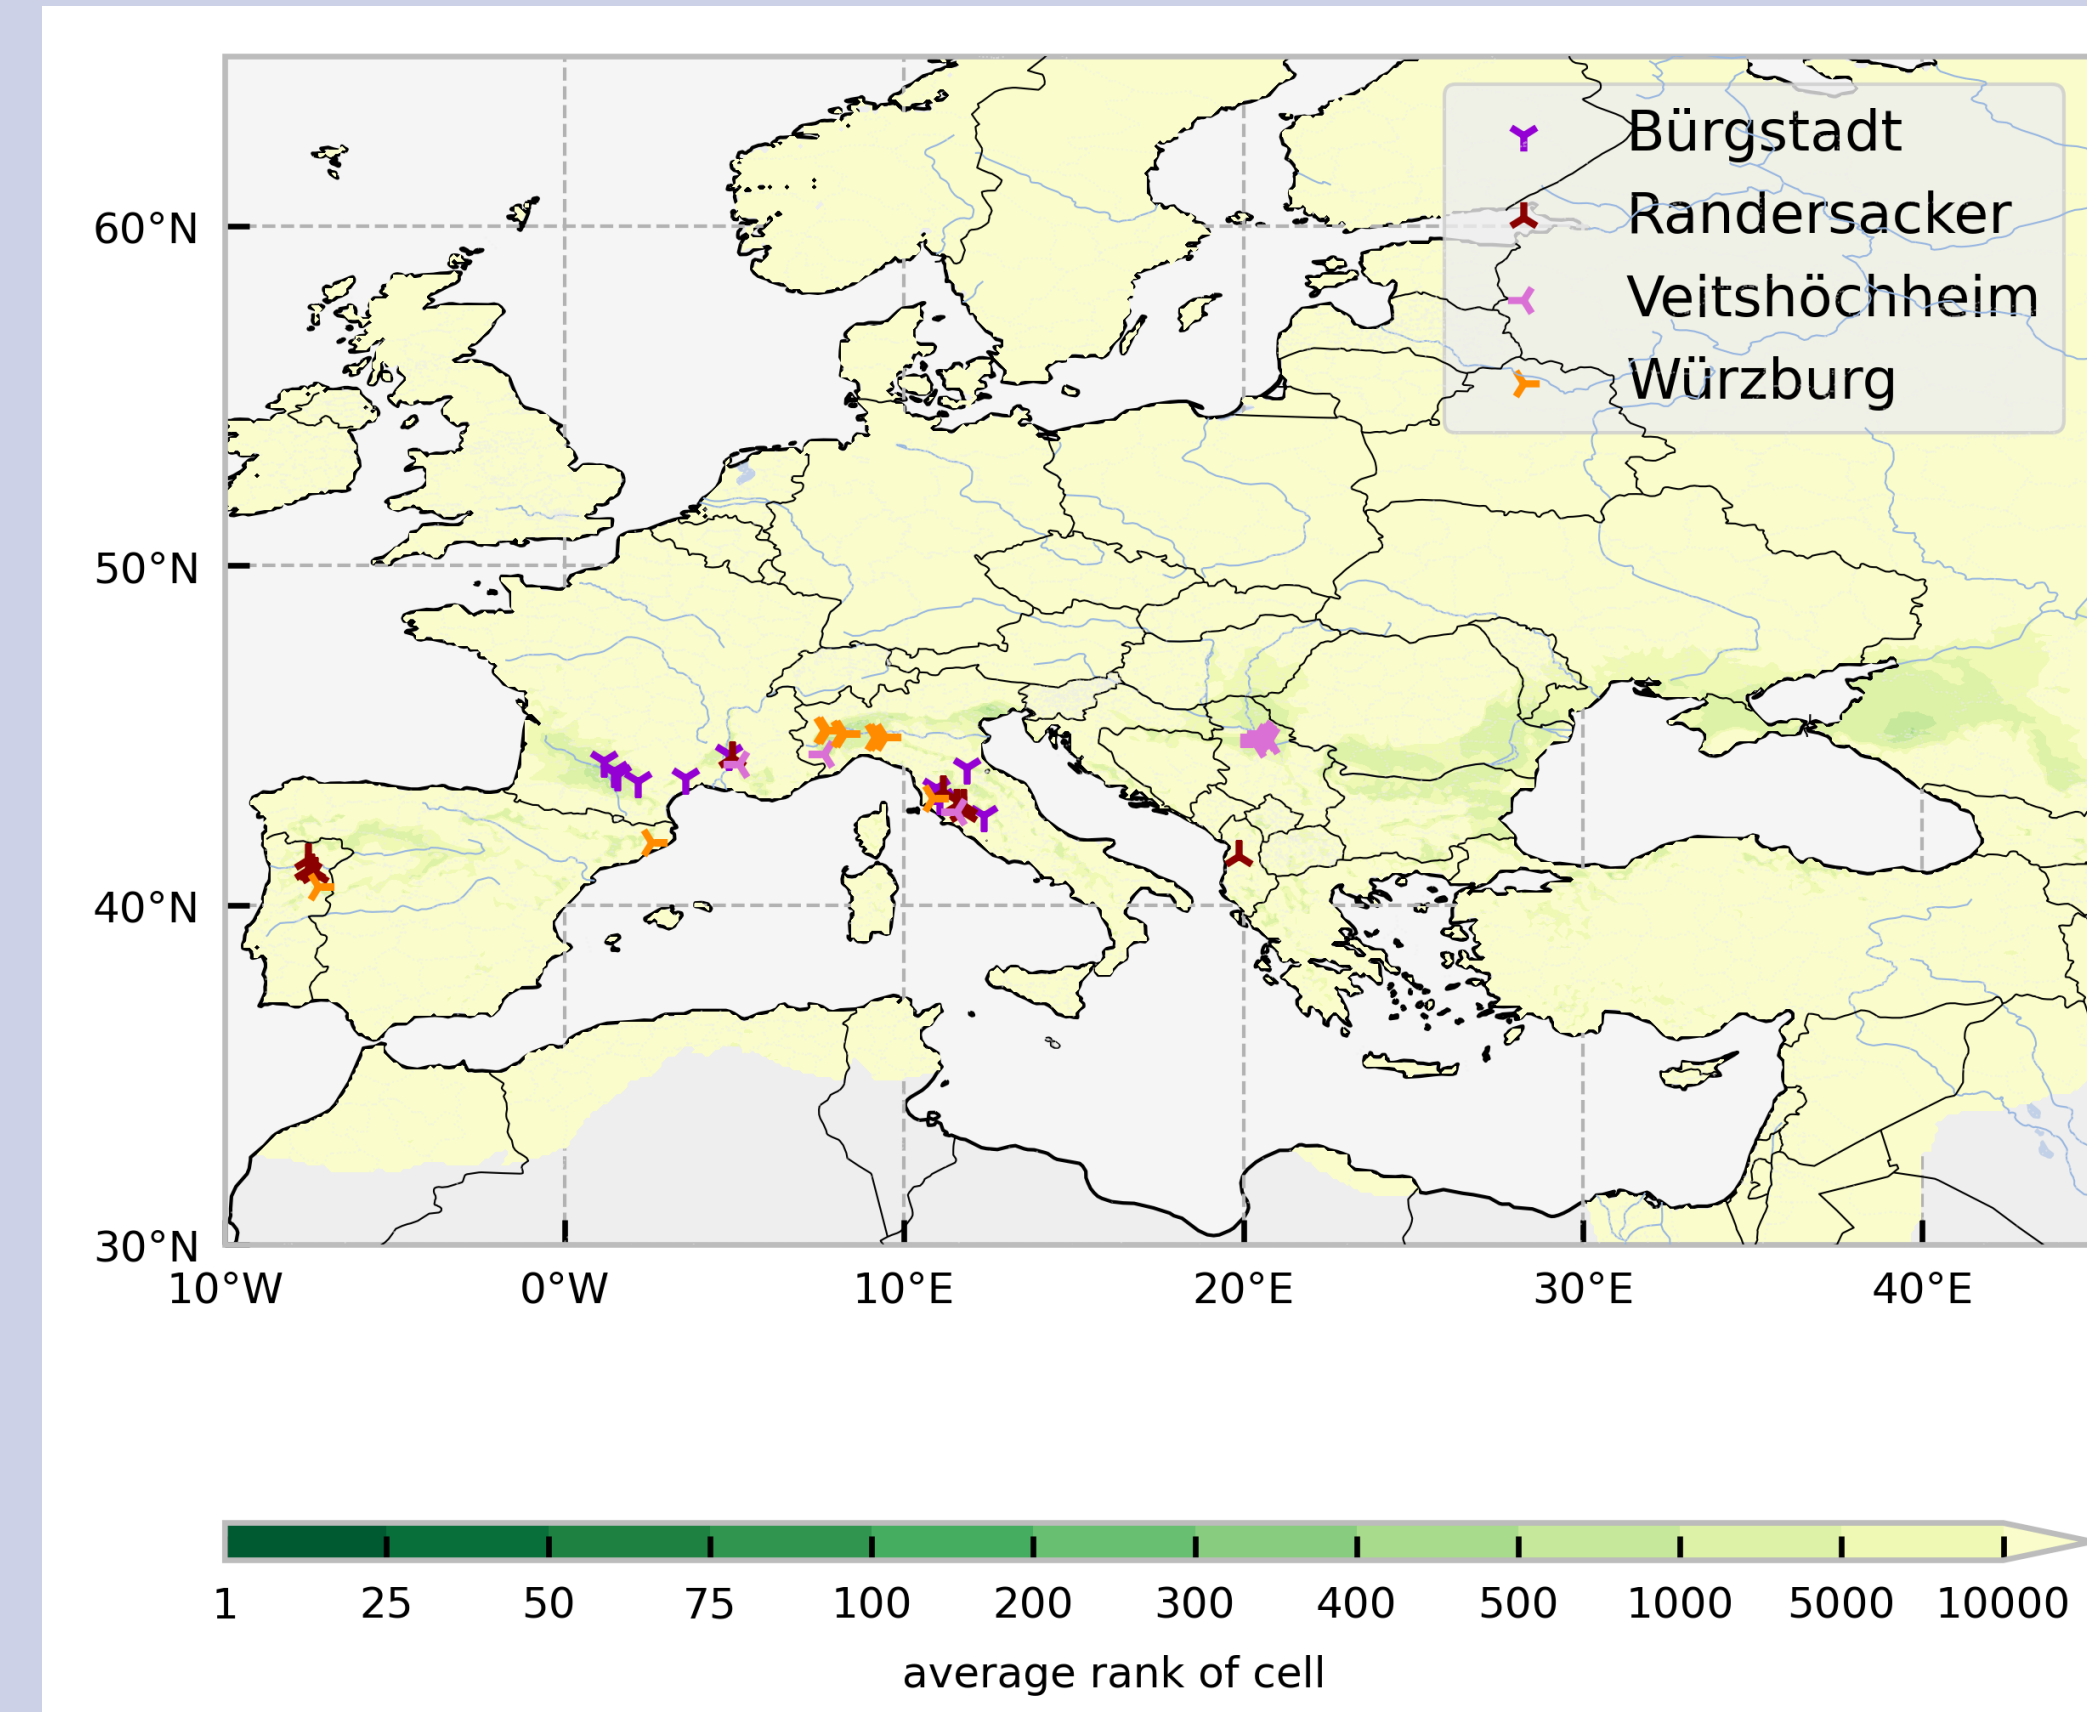 Bürgstadt
Randersacker
Veitshöchheim
Würzburg
60°N
50°N
40°N
30°N
10°W 0°W 10°E 20°E 30°E 40°E
1 25 50 75 100 200 300 400 500 1000 5000 10000
average rank of cell